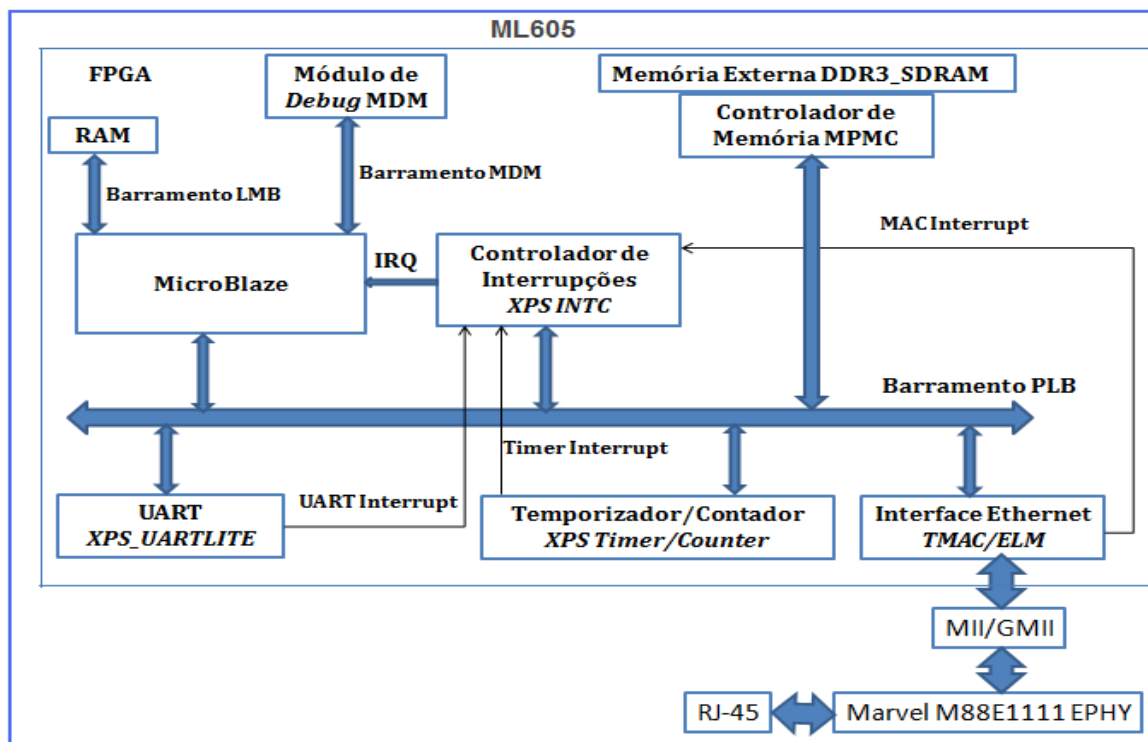 ML605
FPGA
Módulo de
Debug MDM
Memória Externa DDR3_SDRAM
Controlador de
Memória MPMC
RAM
Barramento LMB
Barramento MDM
MAC Interrupt
MicroBlaze
IRQ
Controlador de
Interrupções
XPS INTC
Barramento PLB
Timer Interrupt
UART Interrupt
UART
XPS_UARTLITE
Temporizador/Contador
XPS Timer/Counter
Interface Ethernet
TMAC/ELM
MII/GMII
RJ-45
Marvel M88E1111 EPHY